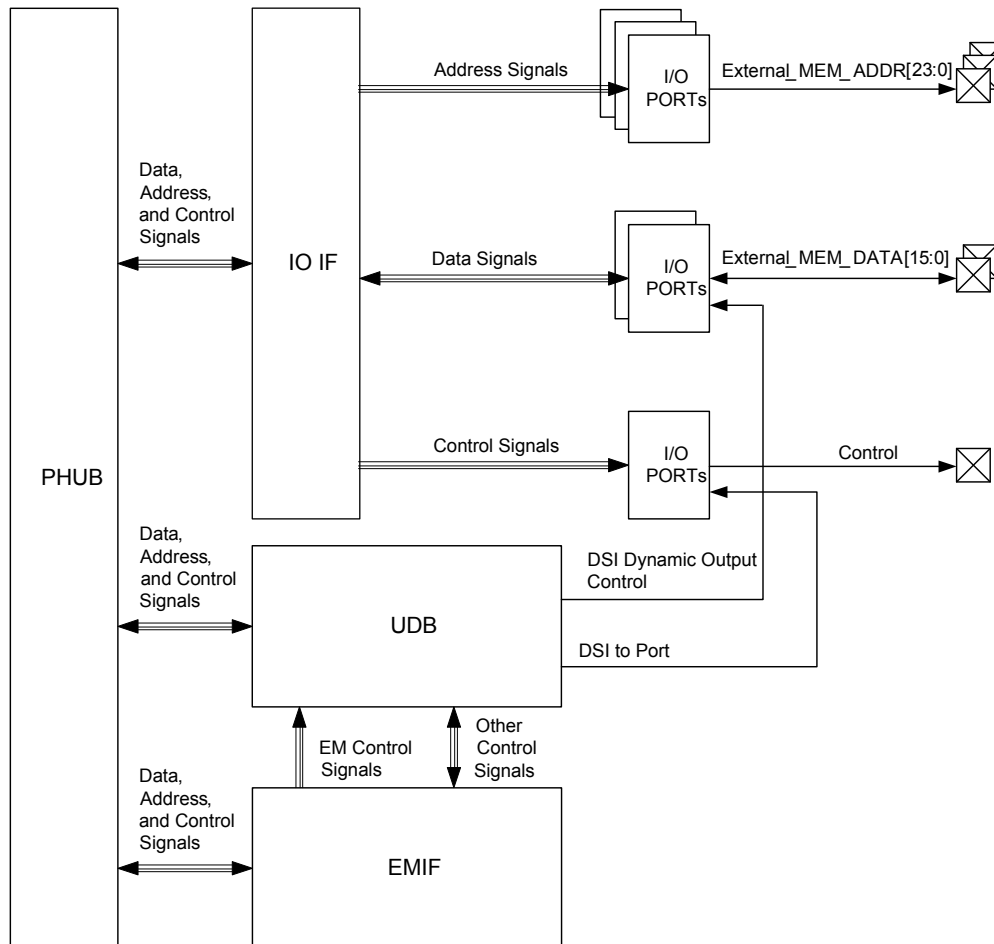 Address Signals
I/O
PORTs
External_MEM_ADDR[23:0]
Data,
Address,
and Control
Signals
IO IF
Data Signals
I/O
PORTs
External_MEM_DATA[15:0]
Control Signals
I/O
PORTs
Control
PHUB
Data,
Address,
and Control
Signals
UDB
DSI Dynamic Output
Control
DSI to Port
EM Control
Signals
Other
Control
Signals
Data,
Address,
and Control
Signals
EMIF